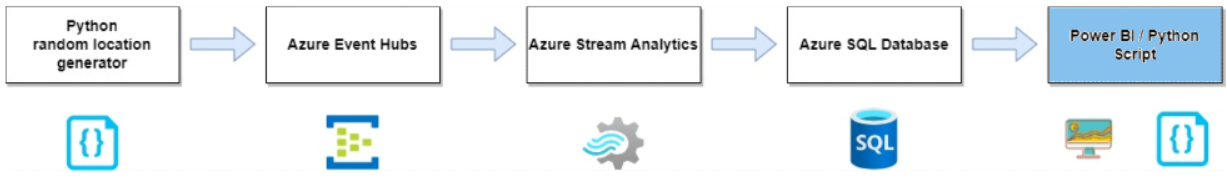 Python
random location
generator
Azure Event Hubs
Azure Stream Analytics
Azure SQL Database
Power BI / Python
Script
{}
SQL
{}